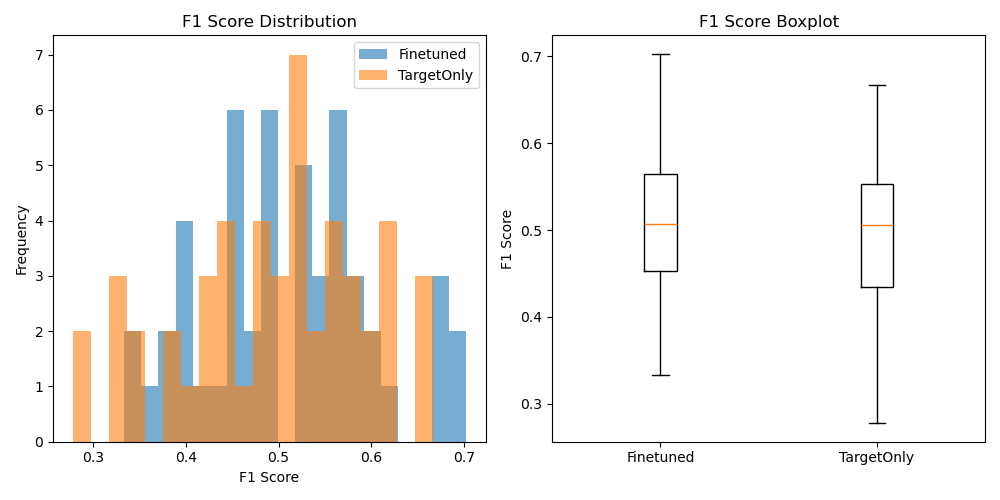 F1 Score Distribution
Finetuned
TargetOnly
Frequency
7
6
5
4
3
2
1
0
0.3 0.4 0.5 0.6 0.7
F1 Score
F1 Score Boxplot
F1 Score
0.7
0.6
0.5
0.4
0.3
Finetuned TargetOnly